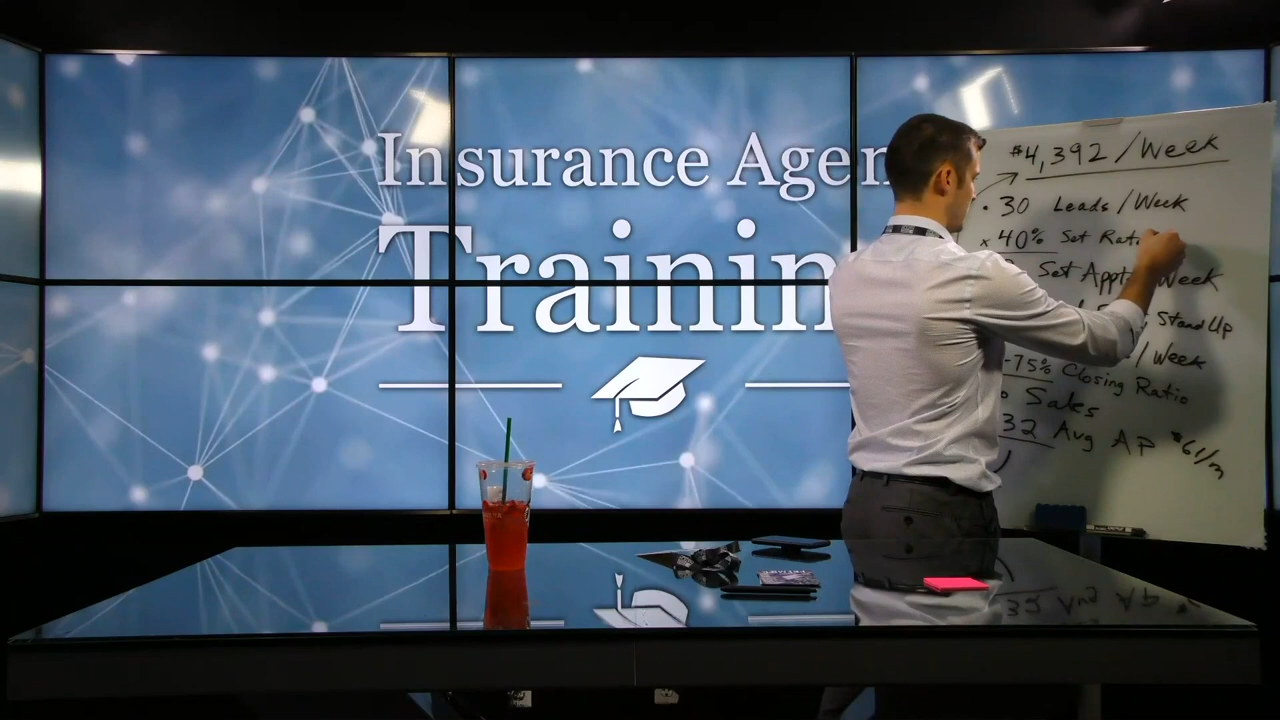 Insurance Agen
Trainin
$4,392 /Week
• 30 Leads /Week
x 40% Set Rat
Set Appt Week
Stand Up
/Week
-75% Closing Ratio
Sales
32 Avg AP $61/m